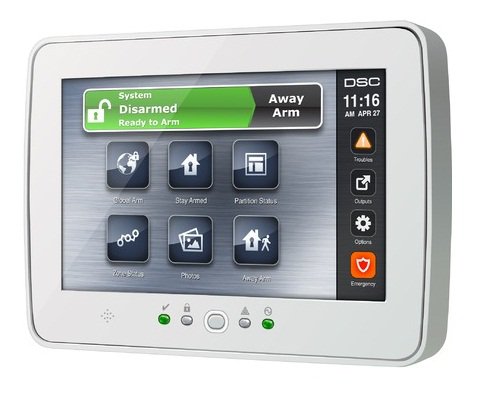 System
Disarmed
Ready to Arm
Away
Arm
DSC
11:16
AM APR 27
Troubles
Outputs
Options
Emergency
Global Arm
Stay Armed
Partition Status
Zone Status
Photos
Away Arm